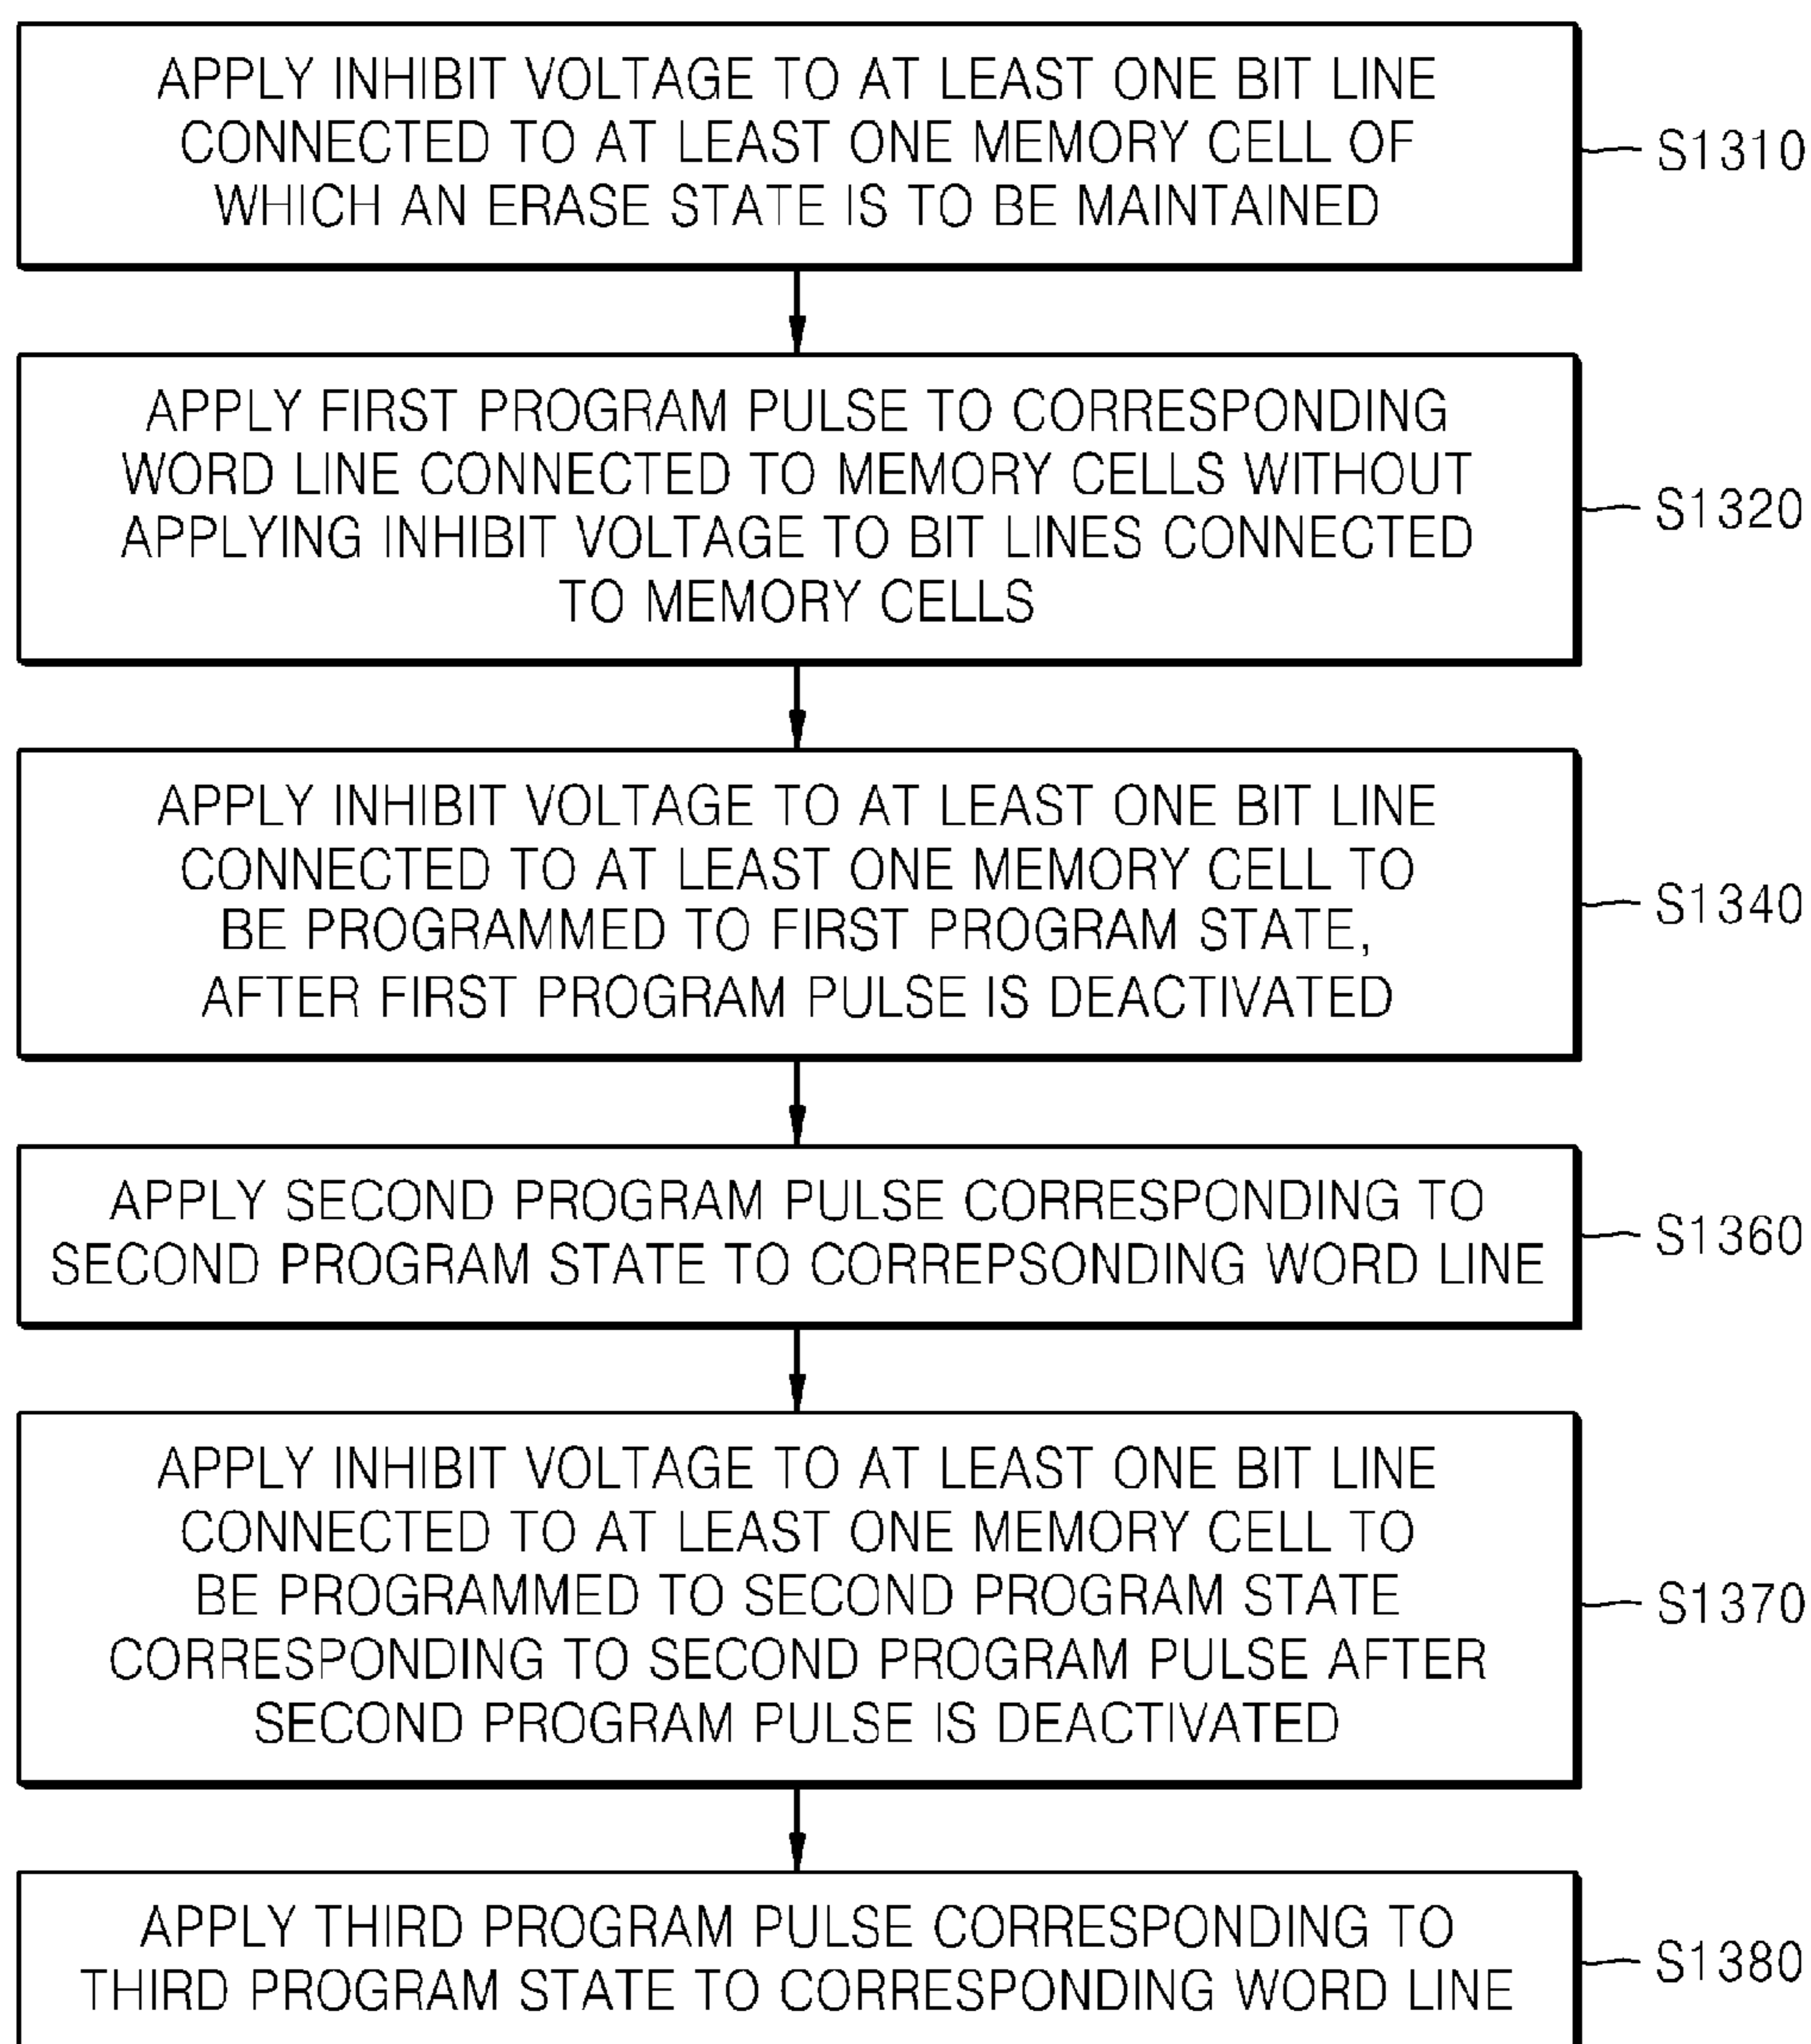 APPLY INHIBIT VOLTAGE TO AT LEAST ONE BIT LINE
CONNECTED TO AT LEAST ONE MEMORY CELL OF
WHICH AN ERASE STATE IS TO BE MAINTAINED
S1310
APPLY FIRST PROGRAM PULSE TO CORRESPONDING
WORD LINE CONNECTED TO MEMORY CELLS WITHOUT
APPLYING INHIBIT VOLTAGE TO BIT LINES CONNECTED
TO MEMORY CELLS
S1320
APPLY INHIBIT VOLTAGE TO AT LEAST ONE BIT LINE
CONNECTED TO AT LEAST ONE MEMORY CELL TO
BE PROGRAMMED TO FIRST PROGRAM STATE,
AFTER FIRST PROGRAM PULSE IS DEACTIVATED
S1340
APPLY SECOND PROGRAM PULSE CORRESPONDING TO
SECOND PROGRAM STATE TO CORREPSONDING WORD LINE
S1360
APPLY INHIBIT VOLTAGE TO AT LEAST ONE BIT LINE
CONNECTED TO AT LEAST ONE MEMORY CELL TO
BE PROGRAMMED TO SECOND PROGRAM STATE
CORRESPONDING TO SECOND PROGRAM PULSE AFTER
SECOND PROGRAM PULSE IS DEACTIVATED
S1370
APPLY THIRD PROGRAM PULSE CORRESPONDING TO
THIRD PROGRAM STATE TO CORRESPONDING WORD LINE
S1380